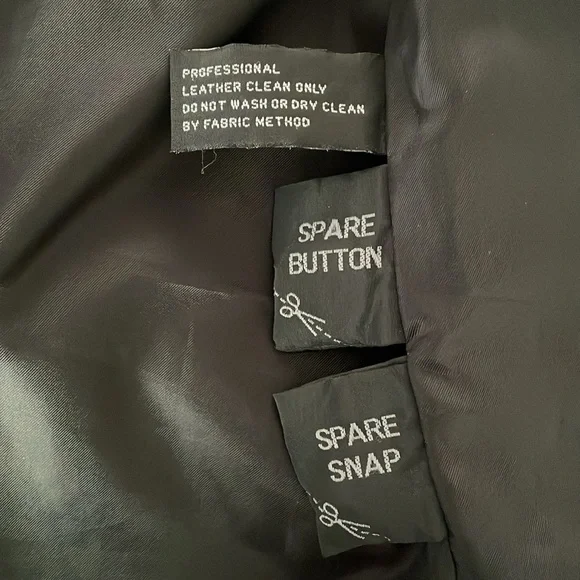 PROFESSIONAL
LEATHER CLEAN ONLY
DO NOT WASH OR DRY CLEAN
BY FABRIC METHOD
SPARE
BUTTON
SPARE
SNAP